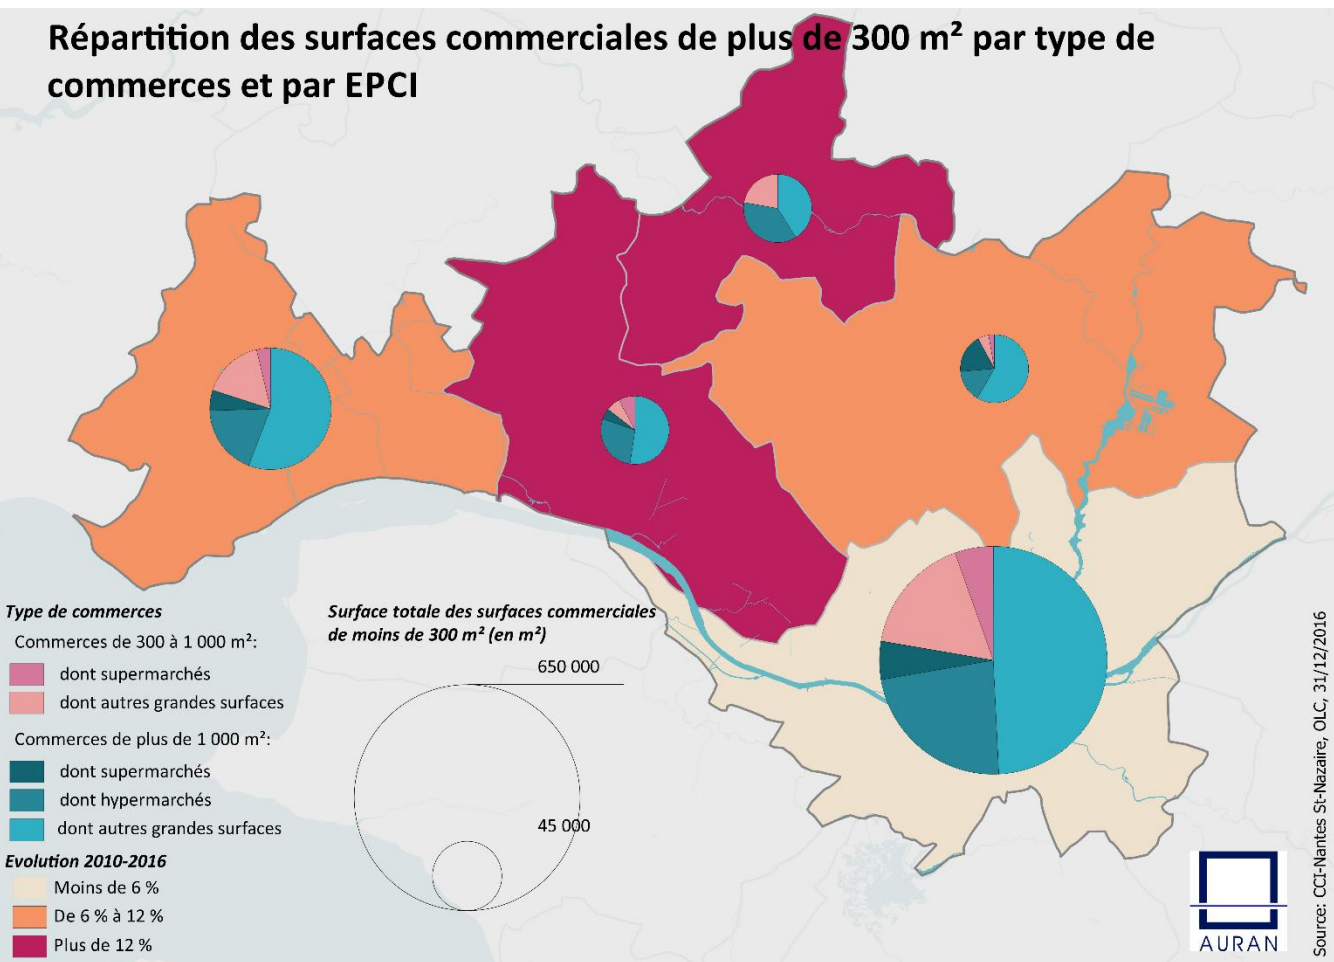 Répartition des surfaces commerciales de plus de 300 m² par type de
commerces et par EPCI
Type de commerces
Commerces de 300 à 1 000 m²:
dont supermarchés
dont autres grandes surfaces
Commerces de plus de 1 000 m²:
dont supermarchés
dont hypermarchés
dont autres grandes surfaces
Evolution 2010-2016
Moins de 6 %
De 6 % à 12 %
Plus de 12 %
Surface totale des surfaces commerciales
de moins de 300 m² (en m²)
650 000
45 000
AURAN
Source: CCI-Nantes St-Nazaire, OLC, 31/12/2016